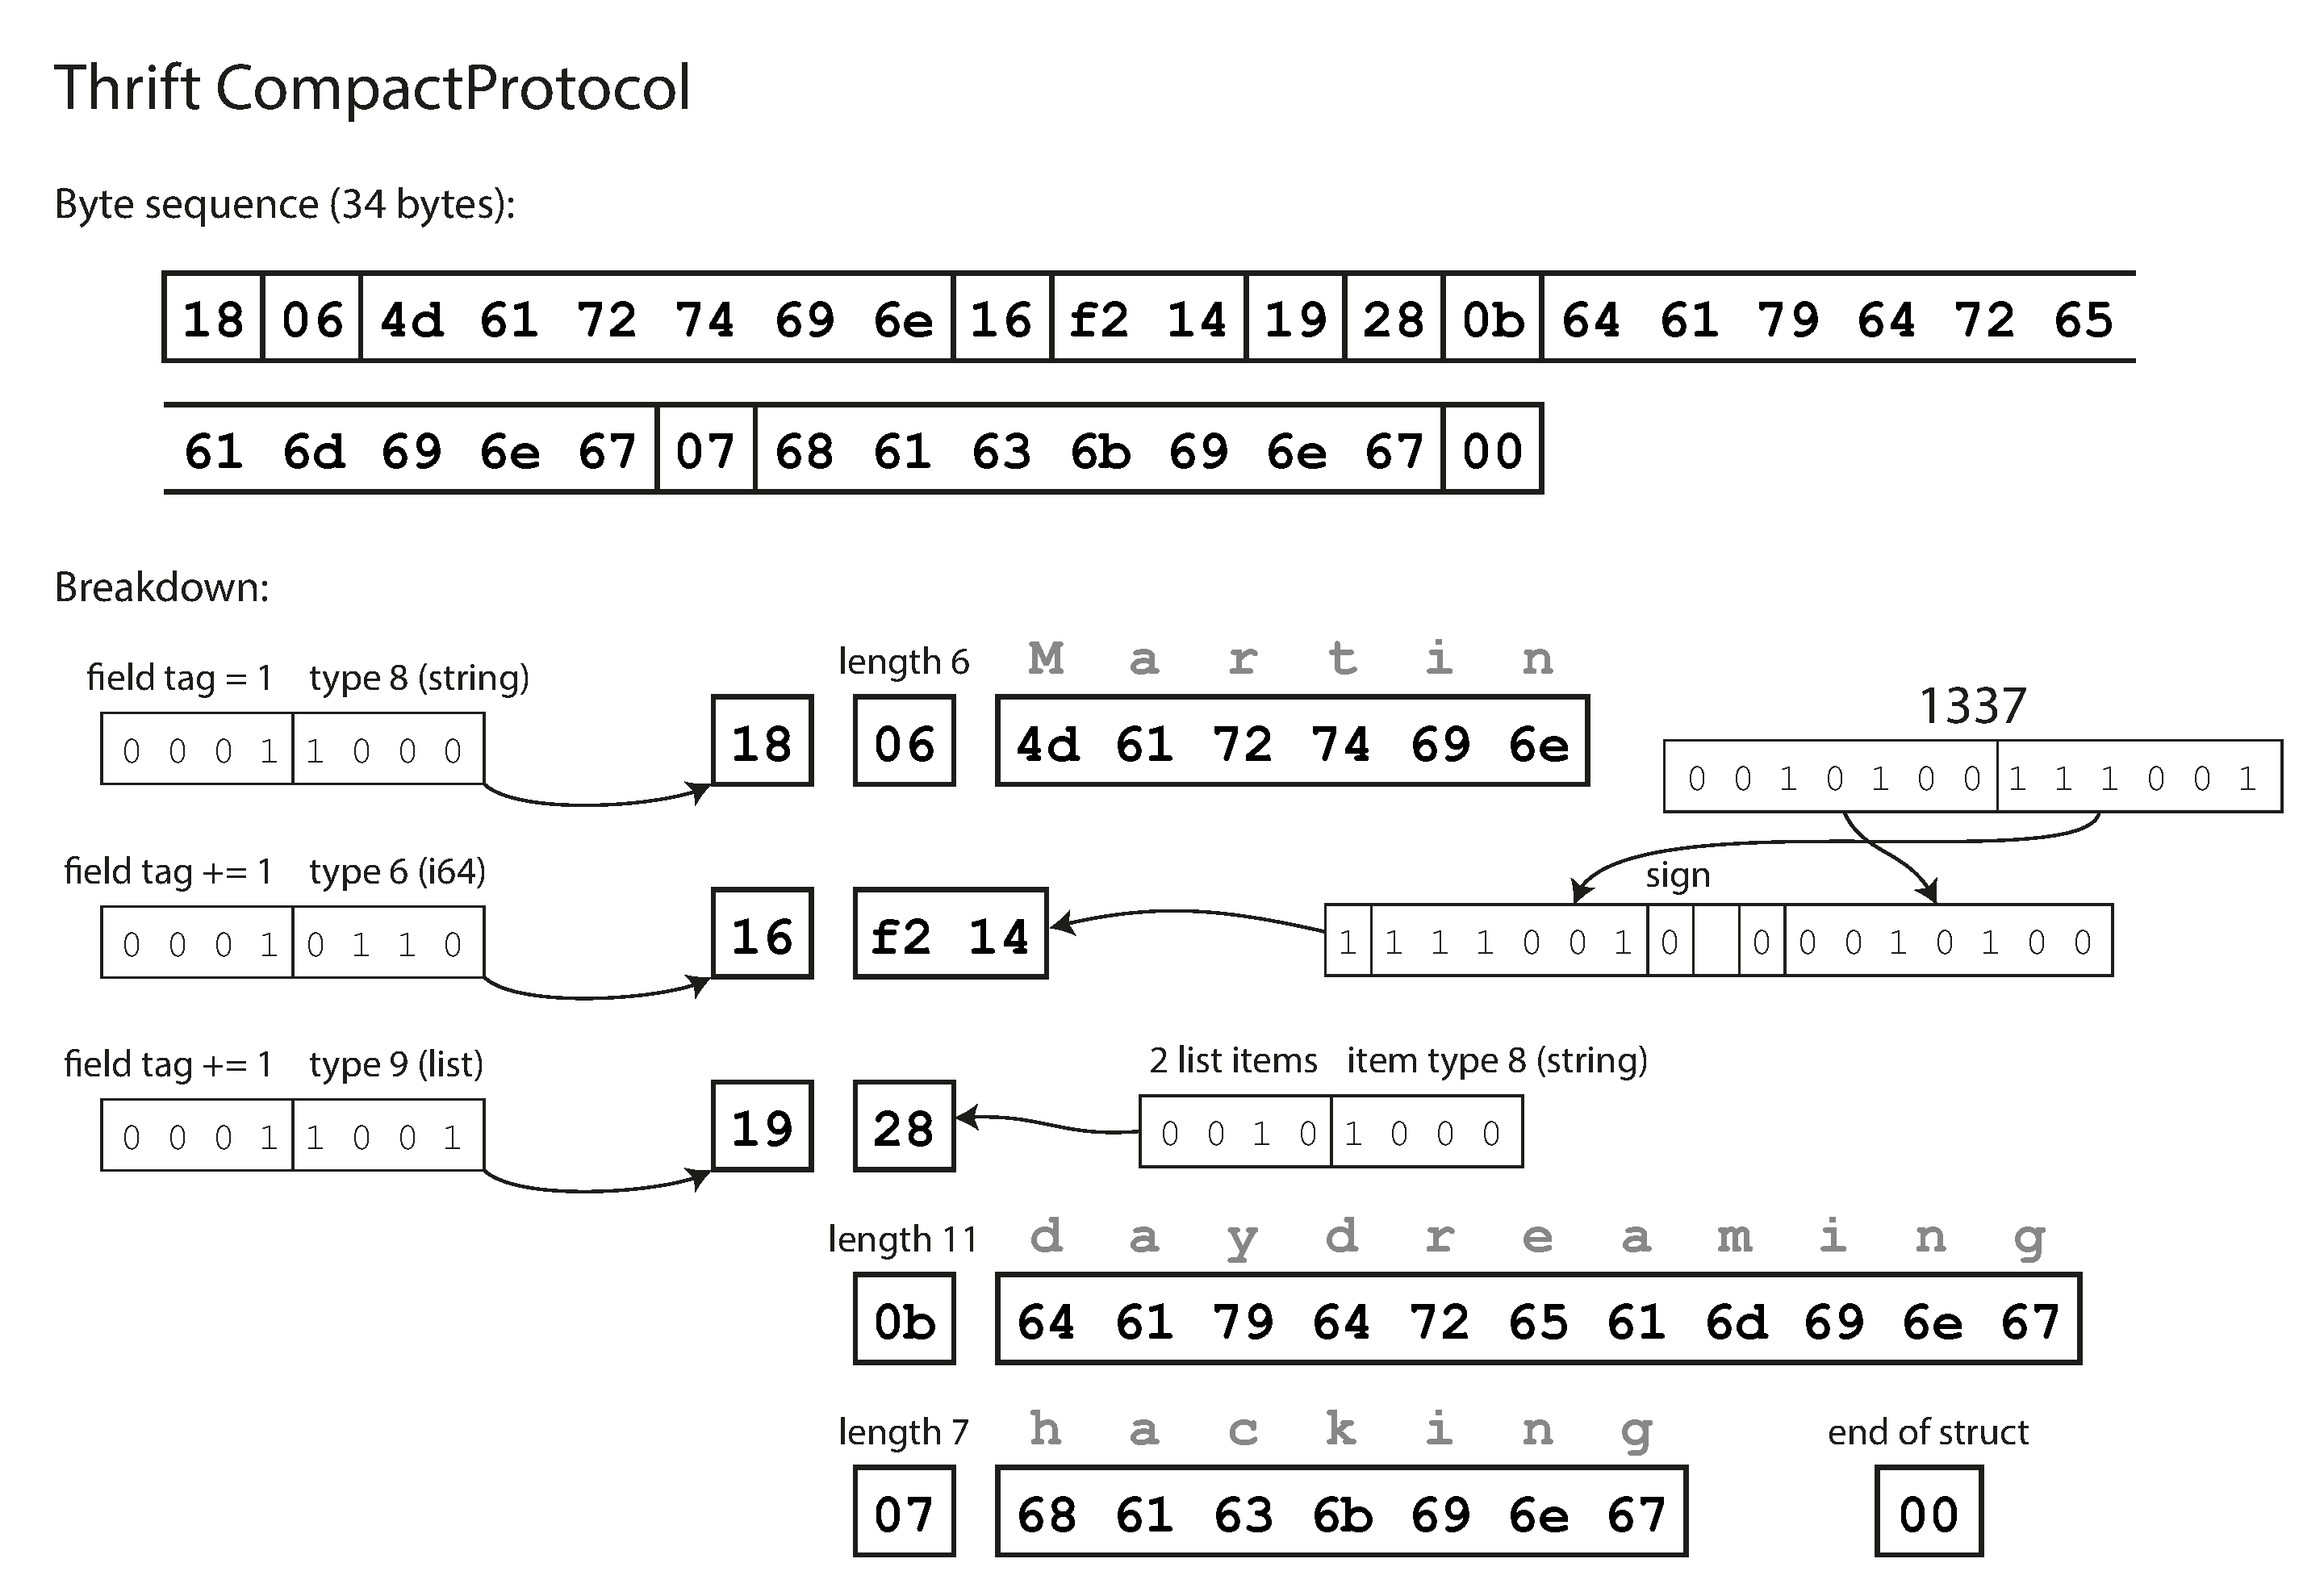 Thrift CompactProtocol
Byte sequence (34 bytes):
18 06 4d 61 72 74 69 6e 16 f2 14 19 28 0b 64 61 79 64 72 65
61 6d 69 6e 67 07 68 61 63 6b 69 6e 67 00
Breakdown:
field tag = 1 type 8 (string) length 6 M a r t i n
0 0 0 1 1 0 0 0 18 06 4d 61 72 74 69 6e
1337
0 0 1 0 1 0 0 1 1 1 0 0 1
field tag += 1 type 6 (i64) sign
0 0 0 1 0 1 1 0 16 f2 14 1 1 1 1 0 0 1 0 0 0 0 1 0 1 0 0
field tag += 1 type 9 (list) 2 list items item type 8 (string)
0 0 0 1 1 0 0 1 19 28 0 0 1 0 1 0 0 0
length 11 d a y d r e a m i n g
0b 64 61 79 64 72 65 61 6d 69 6e 67
length 7 h a c k i n g end of struct
07 68 61 63 6b 69 6e 67 00